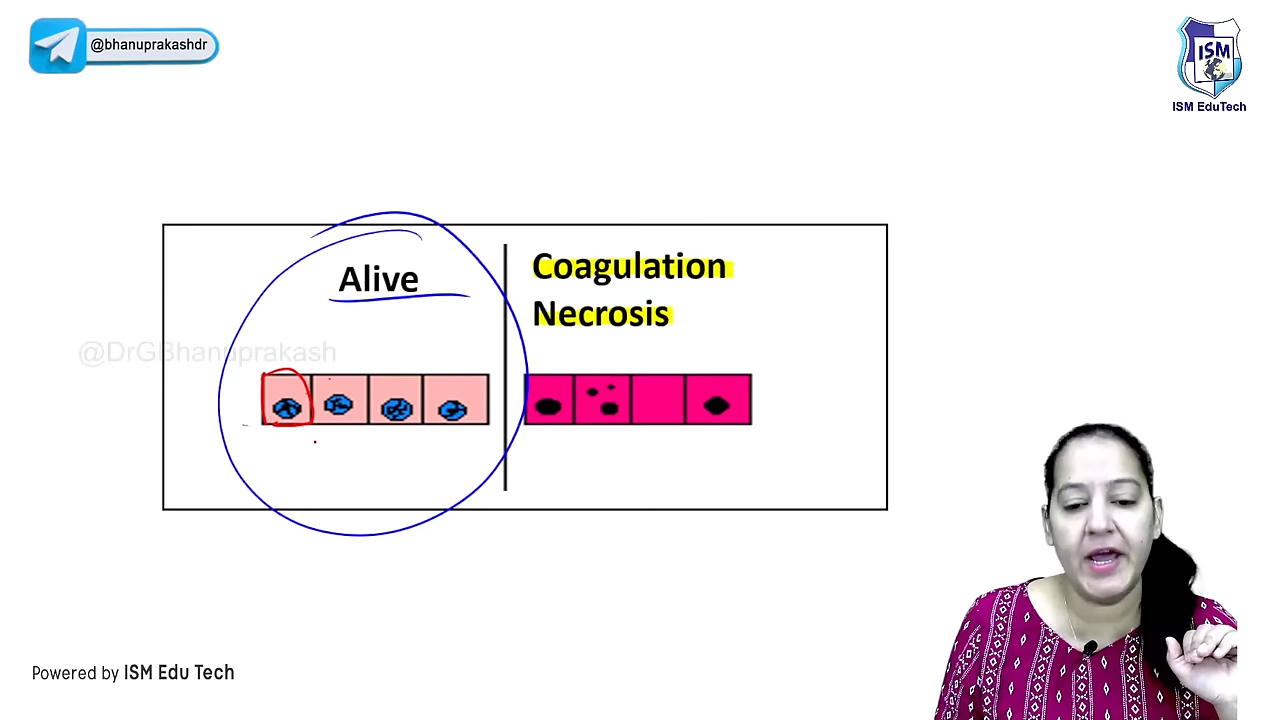 @bhanuprakashdr
ISM
ISM EduTech
Alive
Coagulation
Necrosis
@DrGBhanuprakash
Powered by ISM Edu Tech